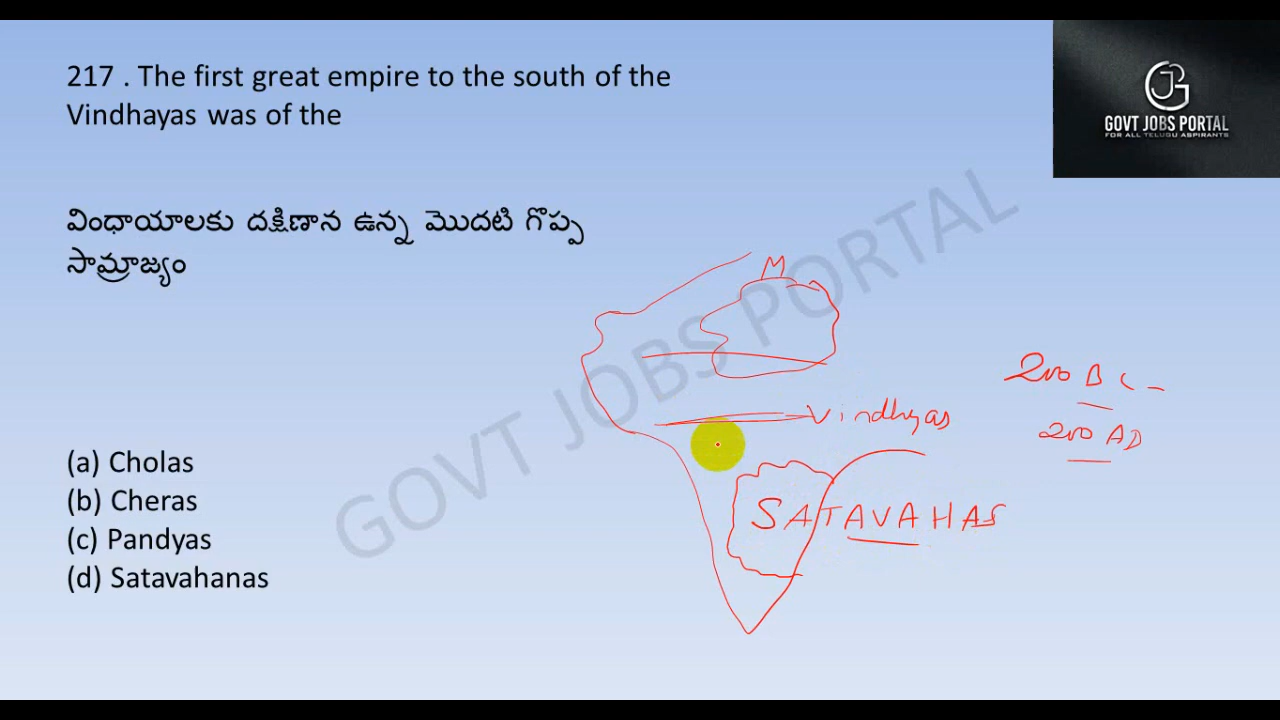 217 . The first great empire to the south of the
Vindhayas was of the
GOVT JOBS PORTAL
FOR ALL TELUGU ASPIRANTS
వింధాయాలకు దక్షిణాన ఉన్న మొదటి గొప్ప
సామ్రాజ్యం
M
200 BC -
Vindhyas
200 AD
(a) Cholas
(b) Cheras
(c) Pandyas
(d) Satavahanas
SATAVAHAS
GOVT JOBS PORTAL